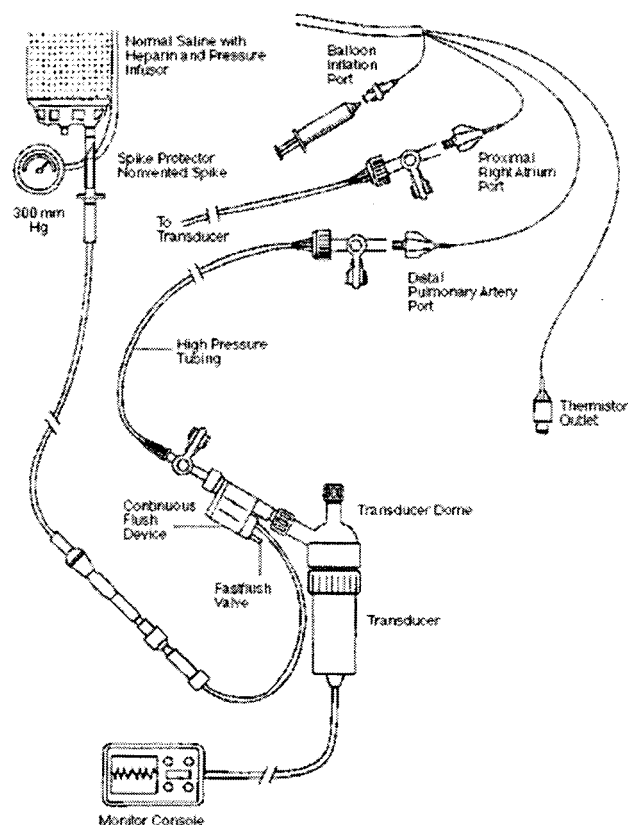 Normal Saline with
Heparin and Pressure
Infusor
Balloon
Inflation
Port
Spike Protector
Nonvented Spike
300 mm
Hg
Proximal
Right Atrium
Port
To
Transducer
Distal
Pulmonary Artery
Port
High Pressure
Tubing
Thermistor
Outlet
Continuous
Flush
Device
Transducer Dome
Fastflush
Valve
Transducer
Monitor Console